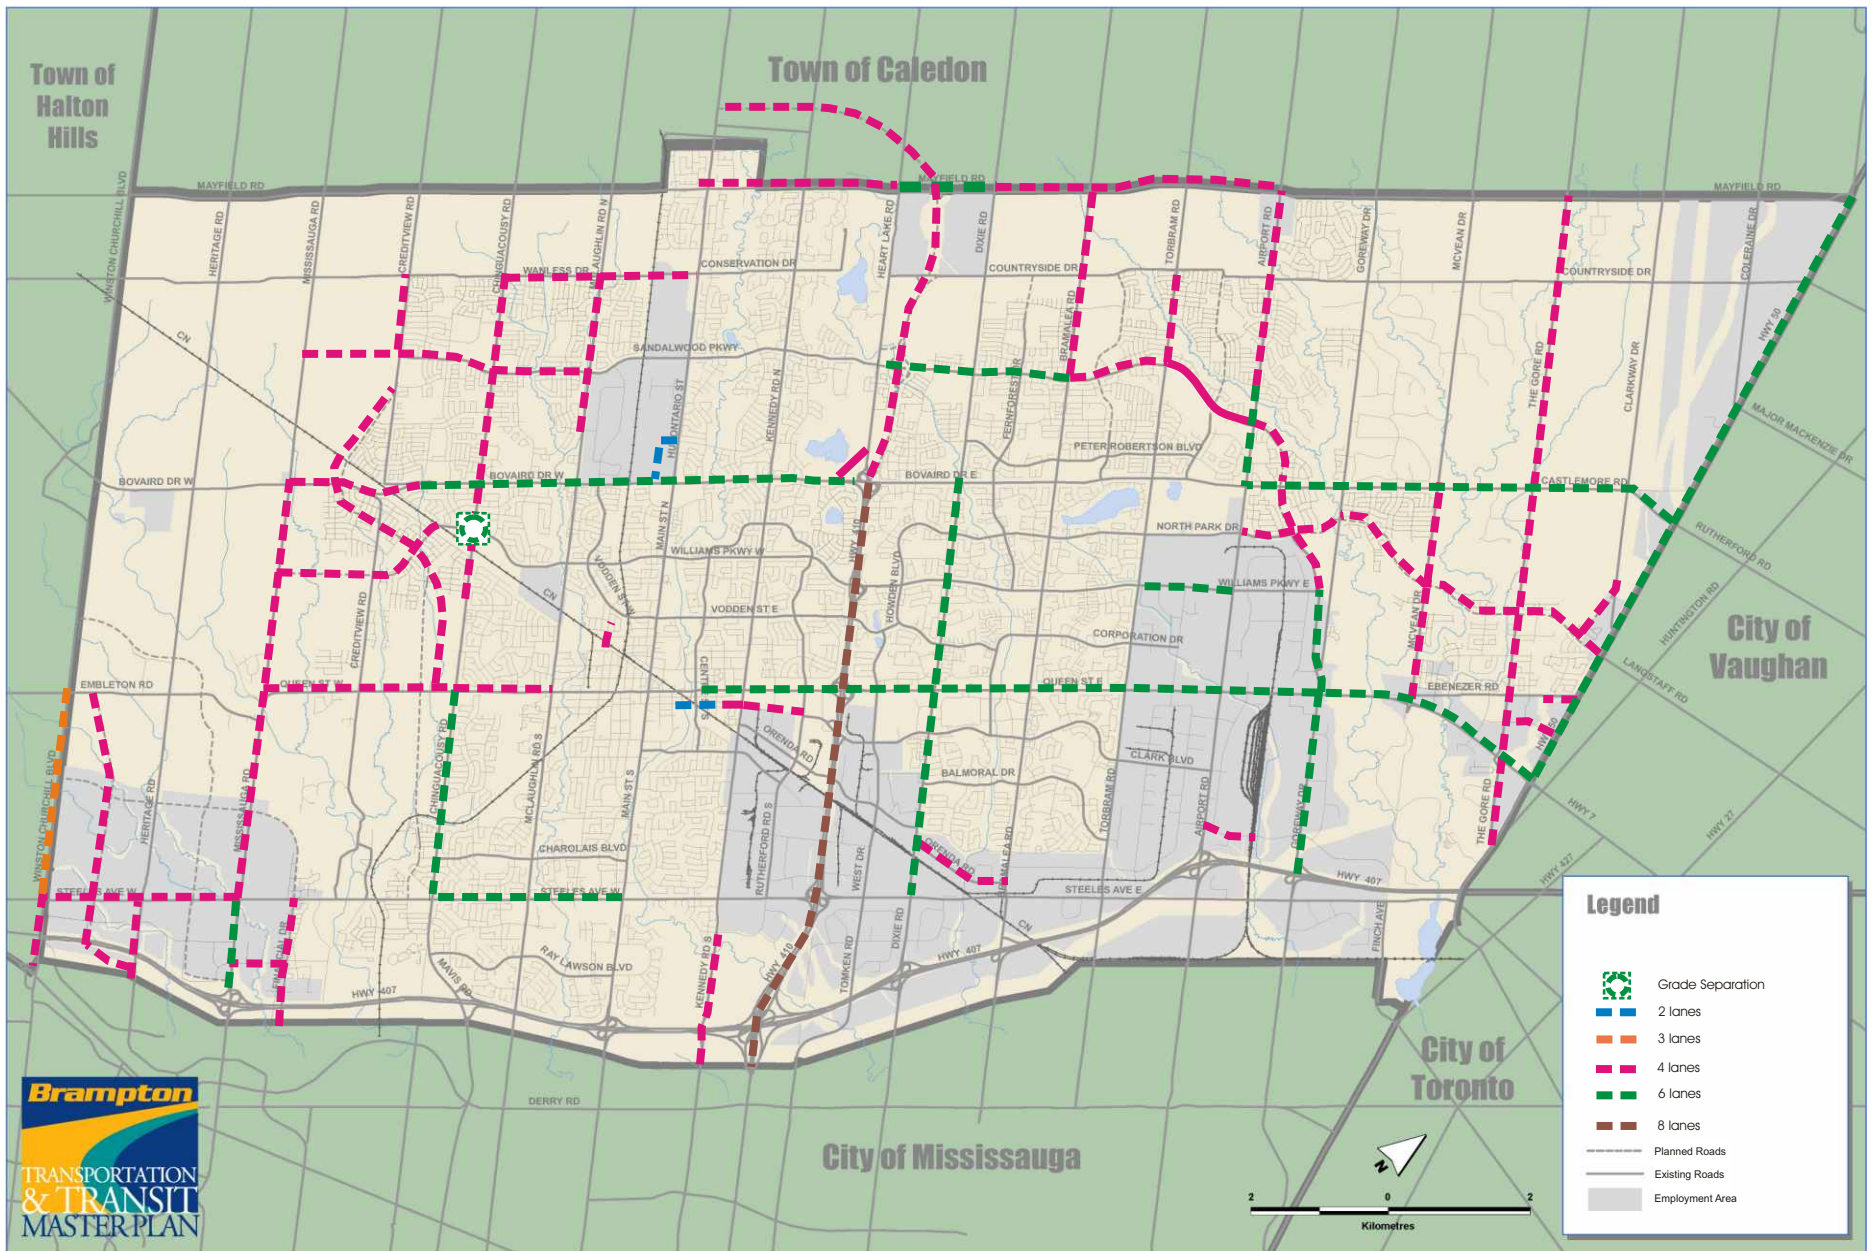 Town of
Halton
Hills
Town of Caledon
MAYFIELD RD
MAYFIELD RD
MAYFIELD RD
WINSTON CHURCHILL BLVD
HERITAGE RD
MISSISSAUGA RD
CREDITVIEW RD
CHINGUACOUSY RD
MCLAUGHLIN RD N
HEART LAKE RD
DIXIE RD
TORBRAM RD
AIRPORT RD
GOREWAY DR
MCVEAN DR
COLERAINE DR
WANLESS DR
CONSERVATION DR
COUNTRYSIDE DR
COUNTRYSIDE DR
CN
SANDALWOOD PKWY
HURONTARIO ST
KENNEDY RD N
FERNFOREST DR
BRAMALEA RD
THE GORE RD
CLARKWAY DR
HWY 50
MAJOR MACKENZIE DR
PETER ROBERTSON BLVD
BOVAIRD DR W
BOVAIRD DR W
BOVAIRD DR E
CASTLEMORE RD
RUTHERFORD RD
MAIN ST N
HWY 410
NORTH PARK DR
WILLIAMS PKWY W
WILLIAMS PKWY E
VODDEN ST W
VODDEN ST E
HOWDEN BLVD
CN
CREDITVIEW RD
CORPORATION DR
MCVEAN DR
HUNTINGTON RD
LANGSTAFF RD
City of
Vaughan
EMBLETON RD
QUEEN ST W
CENTRE ST S
QUEEN ST E
EBENEZER RD
HWY 50
WINSTON CHURCHILL BLVD
HERITAGE RD
MISSISSAUGA RD
CHINGUACOUSY RD
MCLAUGHLIN RD S
MAIN ST S
ORENDA RD
RUTHERFORD RD S
WEST DR
BALMORAL DR
CLARK BLVD
TORBRAM RD
AIRPORT RD
GOREWAY DR
THE GORE RD
HWY 7
HWY 27
HWY 427
CHAROLAIS BLVD
ORENDA RD
BRAMALEA RD
STEELES AVE W
STEELES AVE W
STEELES AVE E
HWY 407
FINANCIAL DR
MAVIS RD
RAY LAWSON BLVD
KENNEDY RD S
HWY 410
TOMKEN RD
DIXIE RD
HWY 407
CN
FINCH AVE
HWY 407
DERRY RD
City of Mississauga
City of
Toronto
Brampton
TRANSPORTATION
& TRANSIT
MASTER PLAN
N
2 0 2
Kilometres
Legend
Grade Separation
2 lanes
3 lanes
4 lanes
6 lanes
8 lanes
Planned Roads
Existing Roads
Employment Area